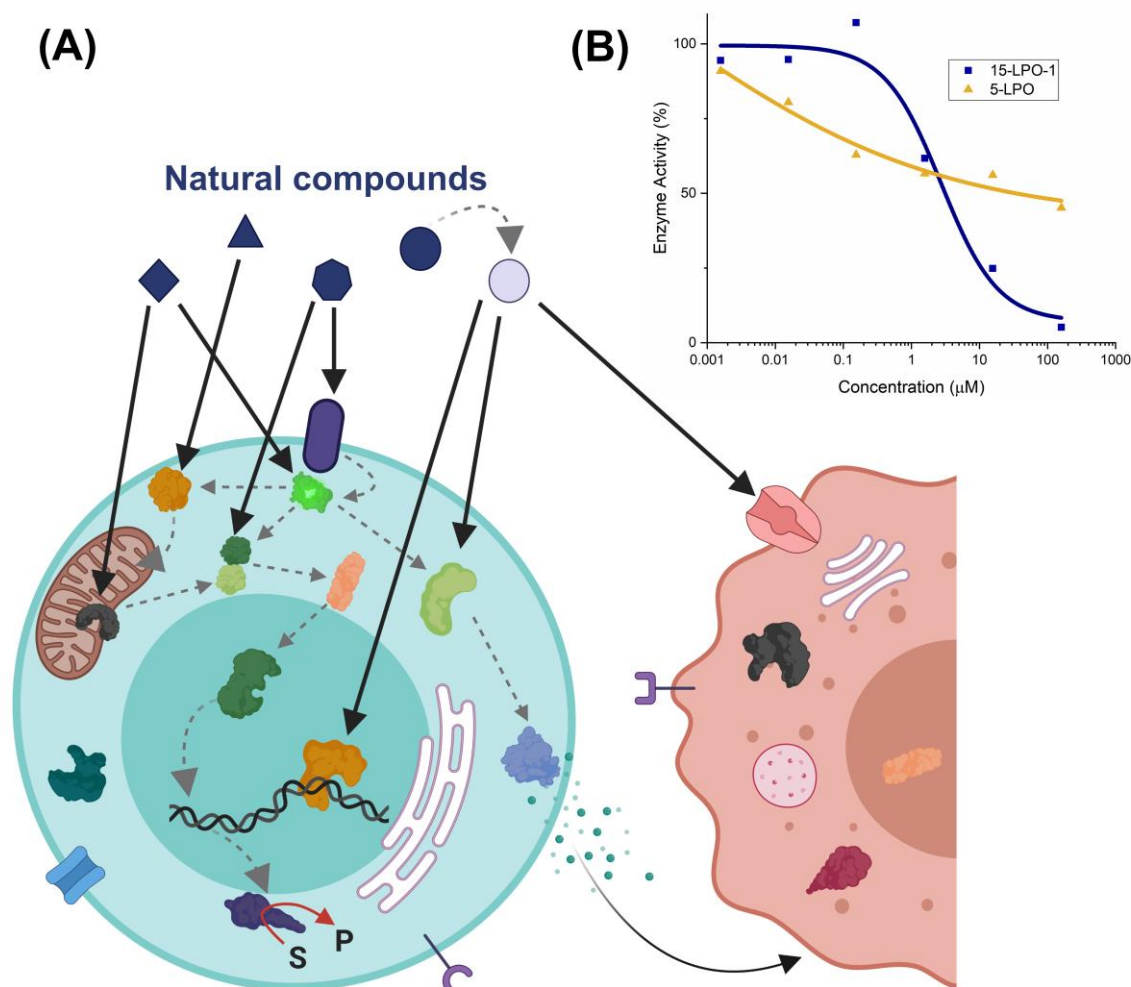 (A)
Natural compounds
S
P
(B)
15-LPO-1
5-LPO
Enzyme Activity (%)
100
50
0
0.001
0.01
0.1
1
10
100
1000
Concentration (μM)